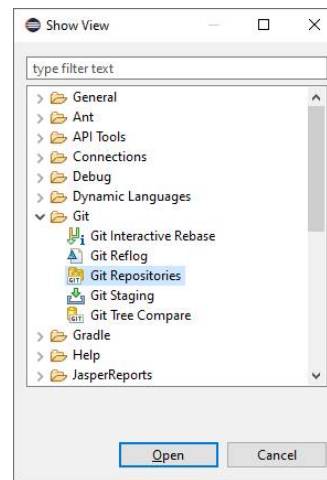 Show View
type filter text
General
Ant
API Tools
Connections
Debug
Dynamic Languages
Git
Git Interactive Rebase
Git Reflog
Git Repositories
Git Staging
Git Tree Compare
Gradle
Help
JasperReports
Open Cancel